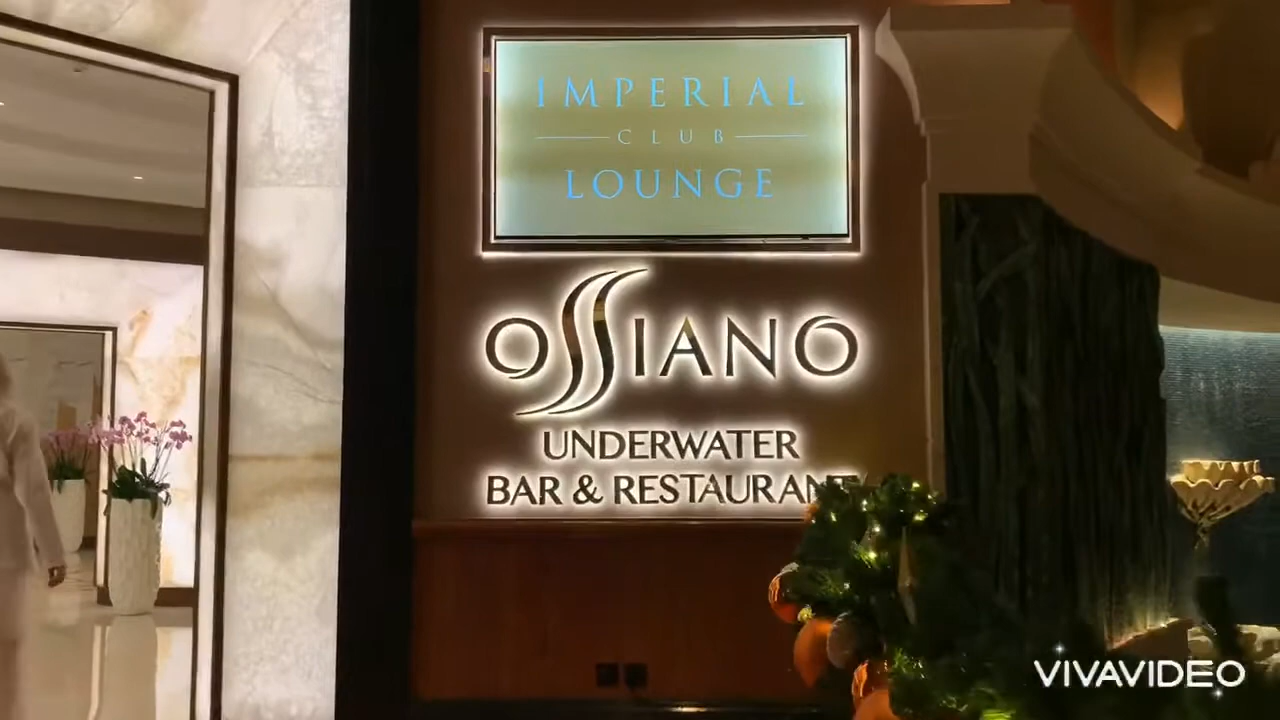 IMPERIAL
CLUB
LOUNGE
OSSIANO
UNDERWATER
BAR & RESTAURANT
VIVAVIDEO